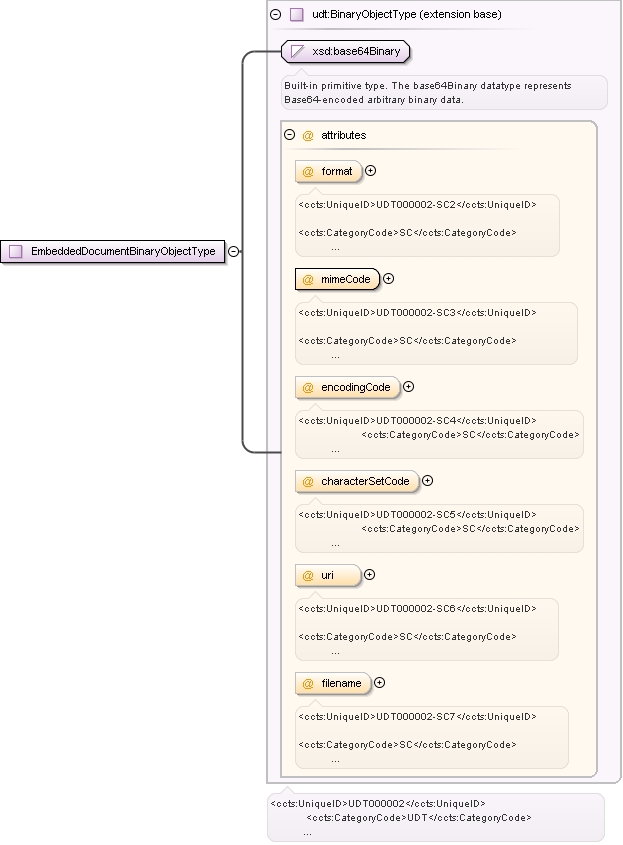 udt:BinaryObjectType (extension base)
xsd:base64Binary
Built-in primitive type. The base64Binary datatype represents
Base64-encoded arbitrary binary data.
@ attributes
@ format
<ccts:UniqueID>UDT000002-SC2</ccts:UniqueID>
<ccts:CategoryCode>SC</ccts:CategoryCode>
...
EmbeddedDocumentBinaryObjectType
@ mimeCode
<ccts:UniqueID>UDT000002-SC3</ccts:UniqueID>
<ccts:CategoryCode>SC</ccts:CategoryCode>
...
@ encodingCode
<ccts:UniqueID>UDT000002-SC4</ccts:UniqueID>
<ccts:CategoryCode>SC</ccts:CategoryCode>
...
@ characterSetCode
<ccts:UniqueID>UDT000002-SC5</ccts:UniqueID>
<ccts:CategoryCode>SC</ccts:CategoryCode>
...
@ uri
<ccts:UniqueID>UDT000002-SC6</ccts:UniqueID>
<ccts:CategoryCode>SC</ccts:CategoryCode>
...
@ filename
<ccts:UniqueID>UDT000002-SC7</ccts:UniqueID>
<ccts:CategoryCode>SC</ccts:CategoryCode>
...
<ccts:UniqueID>UDT000002</ccts:UniqueID>
<ccts:CategoryCode>UDT</ccts:CategoryCode>
...